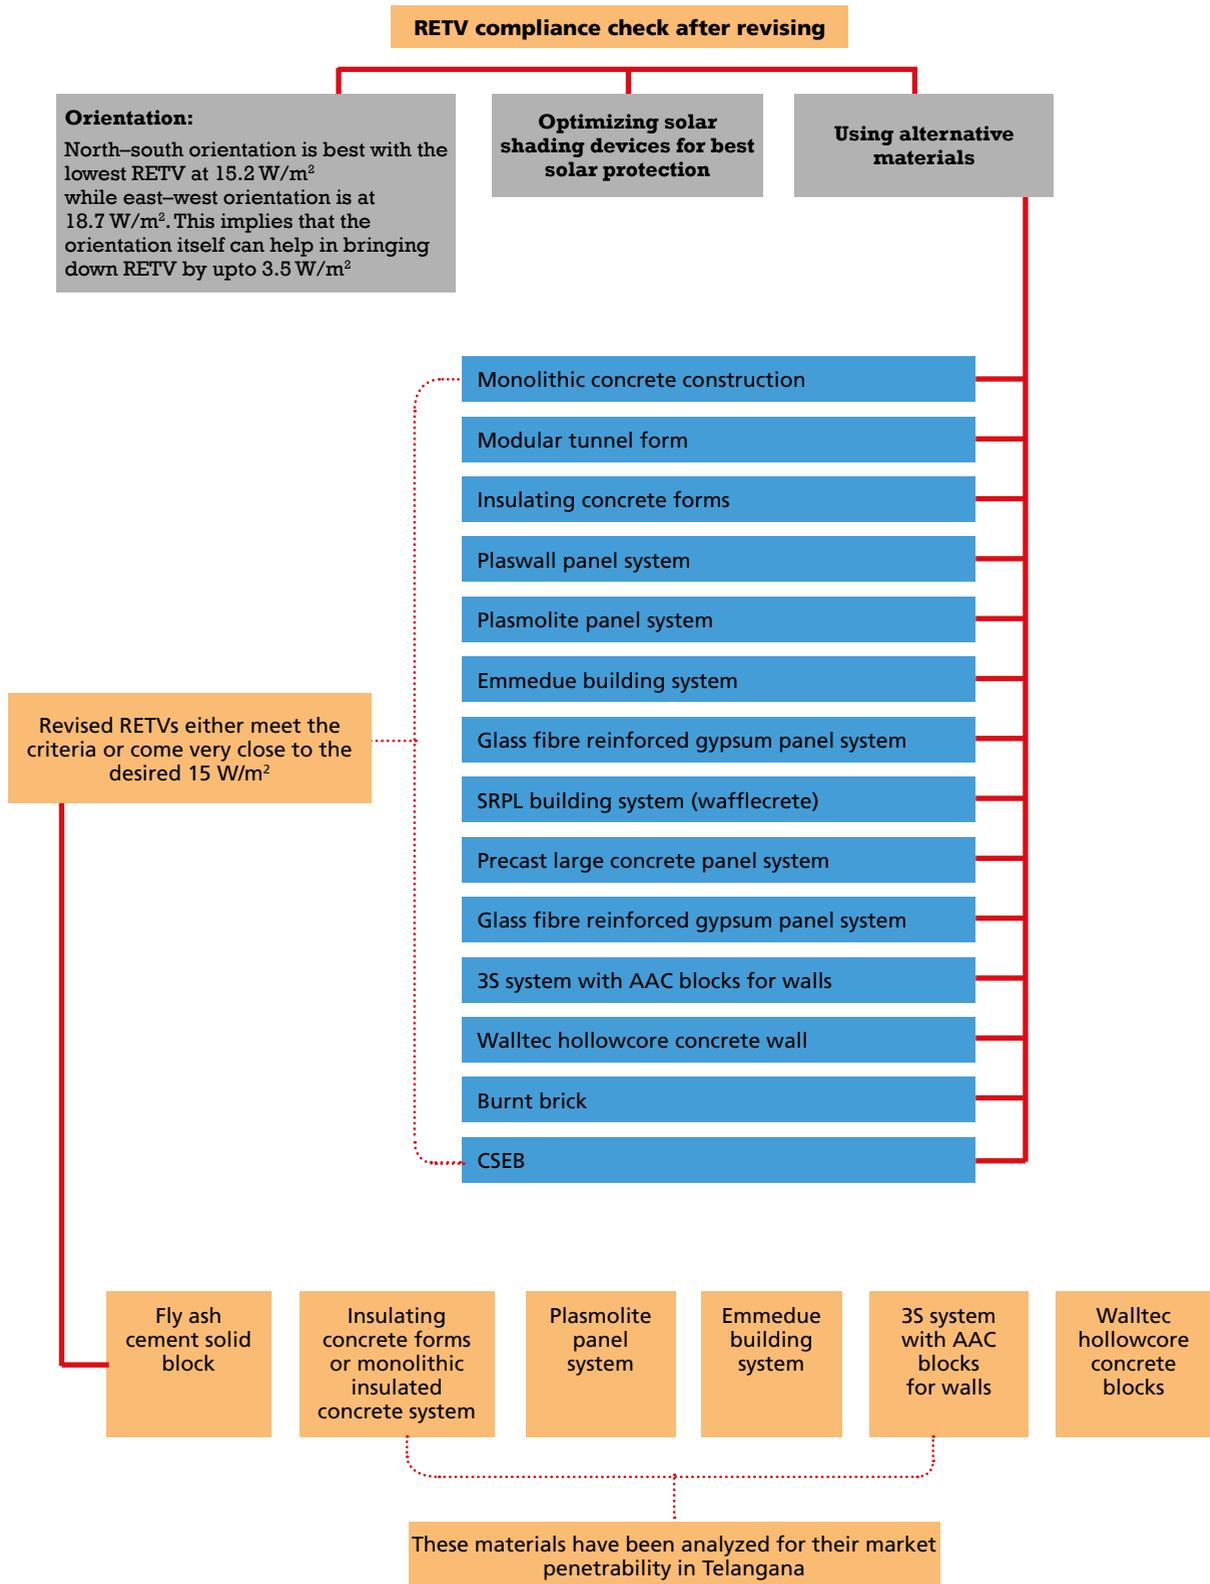 RETV compliance check after revising
Orientation:
North–south orientation is best with the
lowest RETV at 15.2 W/m²
while east–west orientation is at
18.7 W/m². This implies that the
orientation itself can help in bringing
down RETV by upto 3.5 W/m²
Optimizing solar
shading devices for best
solar protection
Using alternative
materials
Monolithic concrete construction
Modular tunnel form
Insulating concrete forms
Plaswall panel system
Plasmolite panel system
Emmedue building system
Glass fibre reinforced gypsum panel system
SRPL building system (wafflecrete)
Precast large concrete panel system
Glass fibre reinforced gypsum panel system
3S system with AAC blocks for walls
Walltec hollowcore concrete wall
Burnt brick
CSEB
Revised RETVs either meet the
criteria or come very close to the
desired 15 W/m²
Fly ash
cement solid
block
Insulating
concrete forms
or monolithic
insulated
concrete system
Plasmolite
panel
system
Emmedue
building
system
3S system
with AAC
blocks
for walls
Walltec
hollowcore
concrete
blocks
These materials have been analyzed for their market
penetrability in Telangana